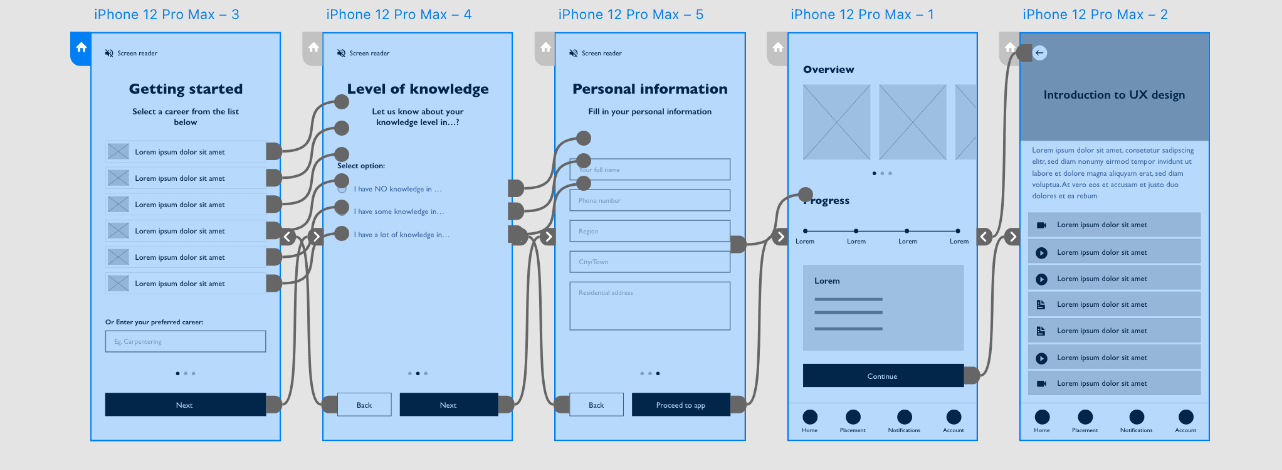 iPhone 12 Pro Max – 3
Screen reader
Getting started
Select a career from the list
below
Lorem ipsum dolor sit amet
Lorem ipsum dolor sit amet
Lorem ipsum dolor sit amet
Lorem ipsum dolor sit amet
Lorem ipsum dolor sit amet
Lorem ipsum dolor sit amet
Or Enter your preferred career:
Eg. Carpentering
Next
iPhone 12 Pro Max – 4
Screen reader
Level of knowledge
Let us know about your
knowledge level in...?
Select option:
I have NO knowledge in ...
I have some knowledge in...
I have a lot of knowledge in...
Back
Next
iPhone 12 Pro Max – 5
Screen reader
Personal information
Fill in your personal information
Your full name
Phone number
Region
City/Town
Residential address
Back
Proceed to app
iPhone 12 Pro Max – 1
Overview
Progress
Lorem
Lorem
Lorem
Lorem
Lorem
Continue
Home
Placement
Notifications
Account
iPhone 12 Pro Max – 2
Introduction to UX design
Lorem ipsum dolor sit amet, consetetur sadipscing
elitr, sed diam nonumy eirmod tempor invidunt ut
labore et dolore magna aliquyam erat, sed diam
voluptua. At vero eos et accusam et justo duo
dolores et ea rebum
Lorem ipsum dolor sit amet
Lorem ipsum dolor sit amet
Lorem ipsum dolor sit amet
Lorem ipsum dolor sit amet
Lorem ipsum dolor sit amet
Lorem ipsum dolor sit amet
Lorem ipsum dolor sit amet
Home
Placement
Notifications
Account